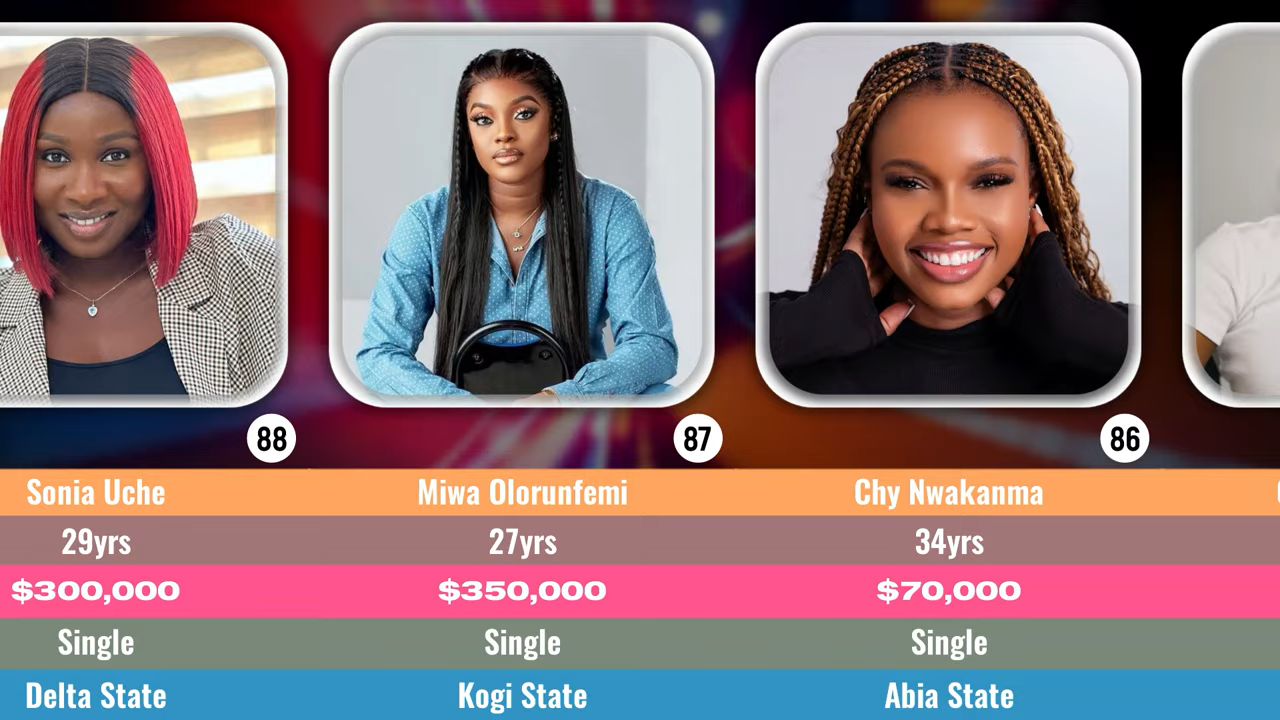 88
87
86
Sonia Uche
Miwa Olorunfemi
Chy Nwakanma
29yrs
27yrs
34yrs
$300,000
$350,000
$70,000
Single
Single
Single
Delta State
Kogi State
Abia State